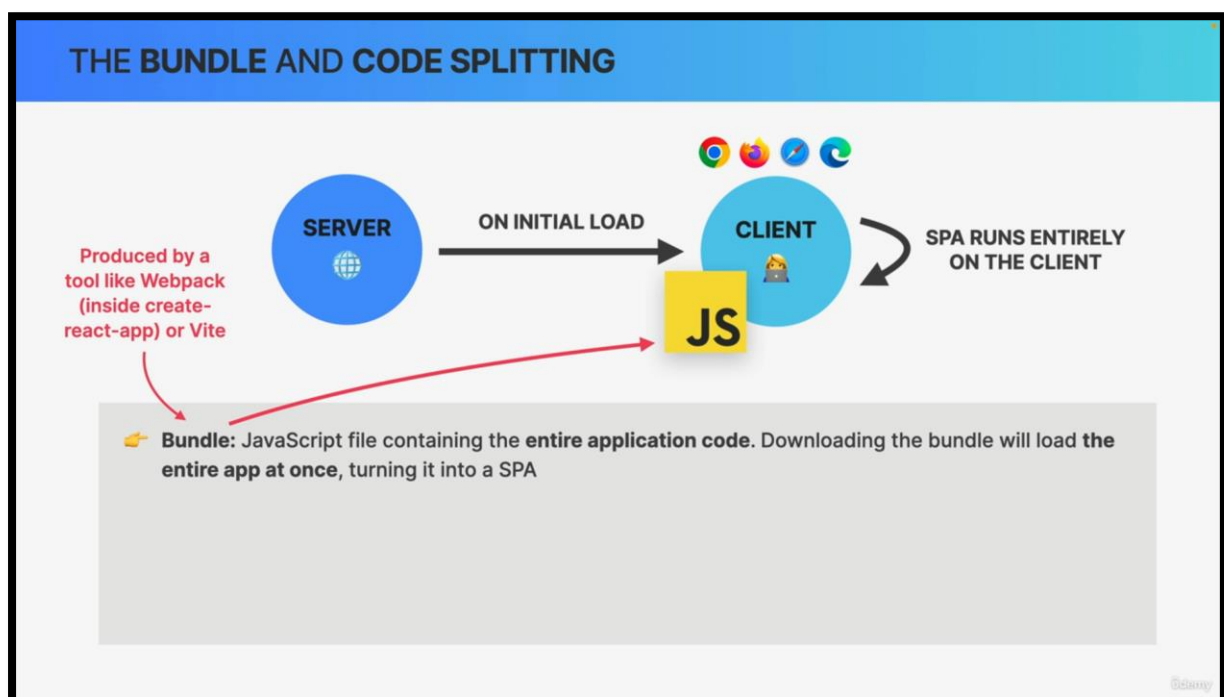 THE BUNDLE AND CODE SPLITTING
SERVER
ON INITIAL LOAD
CLIENT
SPA RUNS ENTIRELY
ON THE CLIENT
Produced by a
tool like Webpack
(inside create-
react-app) or Vite
JS
Bundle: JavaScript file containing the entire application code. Downloading the bundle will load the
entire app at once, turning it into a SPA
Udemy